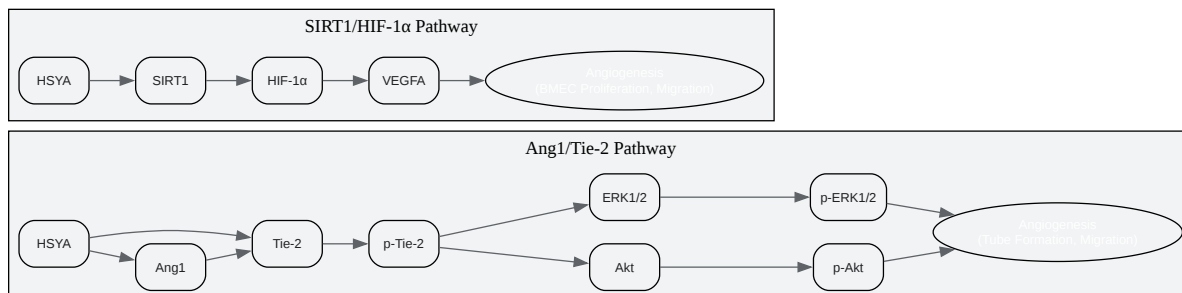 SIRT1/HIF-1α Pathway
HSYA
SIRT1
HIF-1α
VEGFA
Angiogenesis
(BMEC Proliferation, Migration)
Ang1/Tie-2 Pathway
HSYA
Ang1
Tie-2
p-Tie-2
ERK1/2
p-ERK1/2
Akt
p-Akt
Angiogenesis
(Tube Formation, Migration)